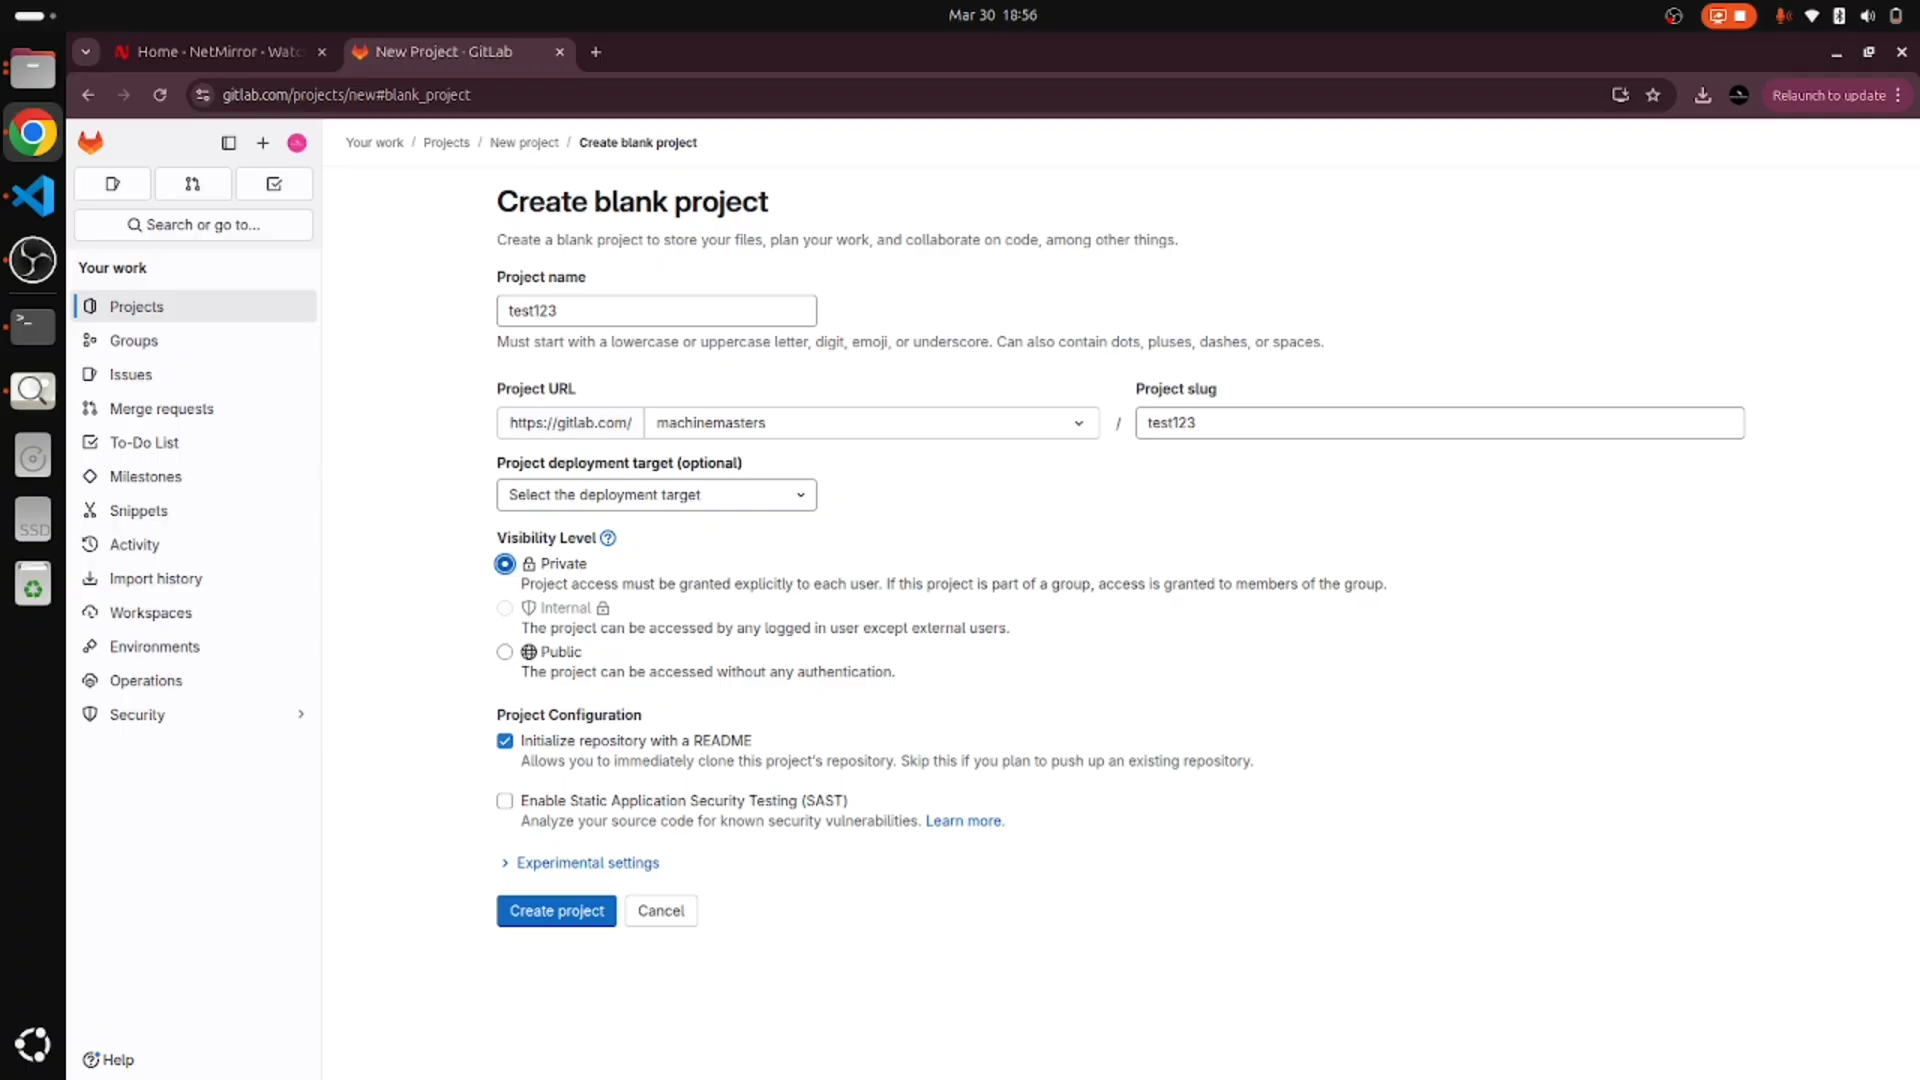 Mar 30 18:56
Home - NetMirror - Watc
New Project · GitLab
gitlab.com/projects/new#blank_project
Relaunch to update
Your work / Projects / New project / Create blank project
Search or go to...
Your work
Projects
Groups
Issues
Merge requests
To-Do List
Milestones
Snippets
Activity
Import history
Workspaces
Environments
Operations
Security
Help
SSD
Create blank project
Create a blank project to store your files, plan your work, and collaborate on code, among other things.
Project name
test123
Must start with a lowercase or uppercase letter, digit, emoji, or underscore. Can also contain dots, pluses, dashes, or spaces.
Project URL
Project slug
https://gitlab.com/ machinemasters / test123
Project deployment target (optional)
Select the deployment target
Visibility Level
Private
Project access must be granted explicitly to each user. If this project is part of a group, access is granted to members of the group.
Internal
The project can be accessed by any logged in user except external users.
Public
The project can be accessed without any authentication.
Project Configuration
Initialize repository with a README
Allows you to immediately clone this project's repository. Skip this if you plan to push up an existing repository.
Enable Static Application Security Testing (SAST)
Analyze your source code for known security vulnerabilities. Learn more.
Experimental settings
Create project
Cancel